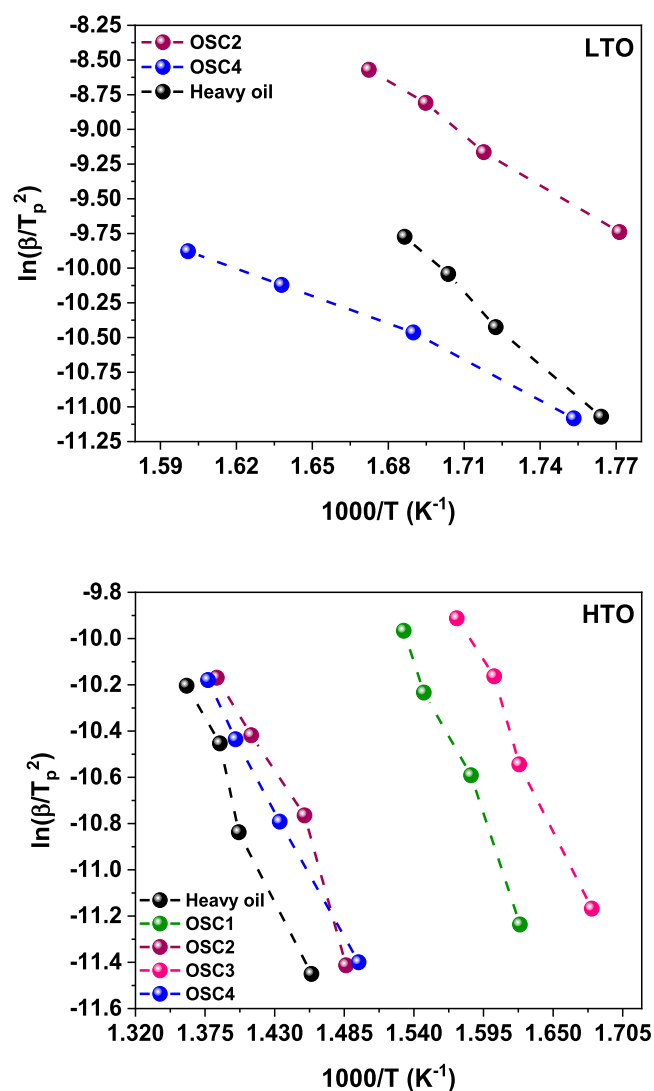 -8.25
-8.50
-8.75
-9.00
-9.25
-9.50
-9.75
-10.00
-10.25
-10.50
-10.75
-11.00
-11.25
ln(β/Tp²)
OSC2
OSC4
Heavy oil
LTO
1.59 1.62 1.65 1.68 1.71 1.74 1.77
1000/T (K⁻¹)
-9.8
-10.0
-10.2
-10.4
-10.6
-10.8
-11.0
-11.2
-11.4
-11.6
ln(β/Tp²)
HTO
Heavy oil
OSC1
OSC2
OSC3
OSC4
1.320 1.375 1.430 1.485 1.540 1.595 1.650 1.705
1000/T (K⁻¹)